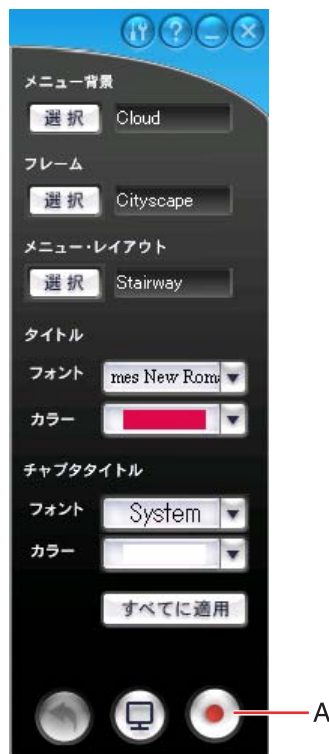 メニュー背景
選択 Cloud
フレーム
選択 Cityscape
メニュー・レイアウト
選択 Stairway
タイトル
フォント mes New Roma
カラー
チャプタタイトル
フォント System
カラー
すべてに適用
A